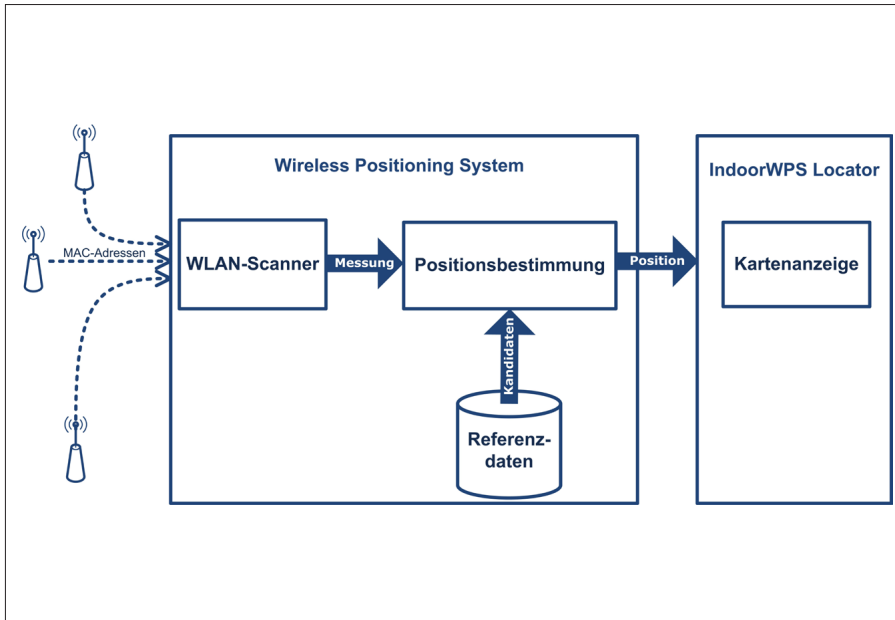 Wireless Positioning System
IndoorWPS Locator
MAC-Adressen
WLAN-Scanner
Messung
Positionsbestimmung
Position
Kartenanzeige
Kandidaten
Referenz-
daten